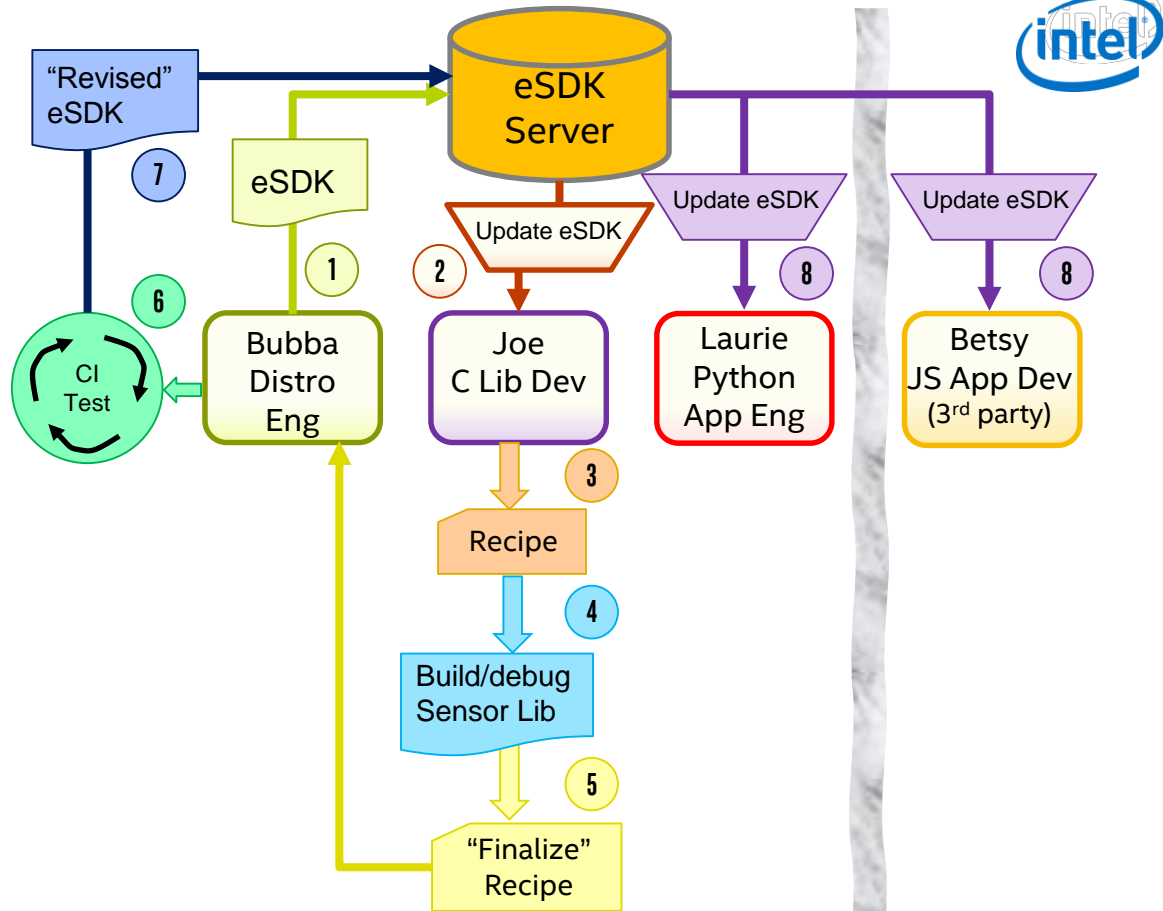 intel
“Revised”
eSDK
7
eSDK
1
eSDK
Server
Update eSDK
2
Update eSDK
8
Update eSDK
8
6
CI
Test
Bubba
Distro
Eng
Joe
C Lib Dev
Laurie
Python
App Eng
Betsy
JS App Dev
(3rd party)
3
Recipe
4
Build/debug
Sensor Lib
5
“Finalize”
Recipe